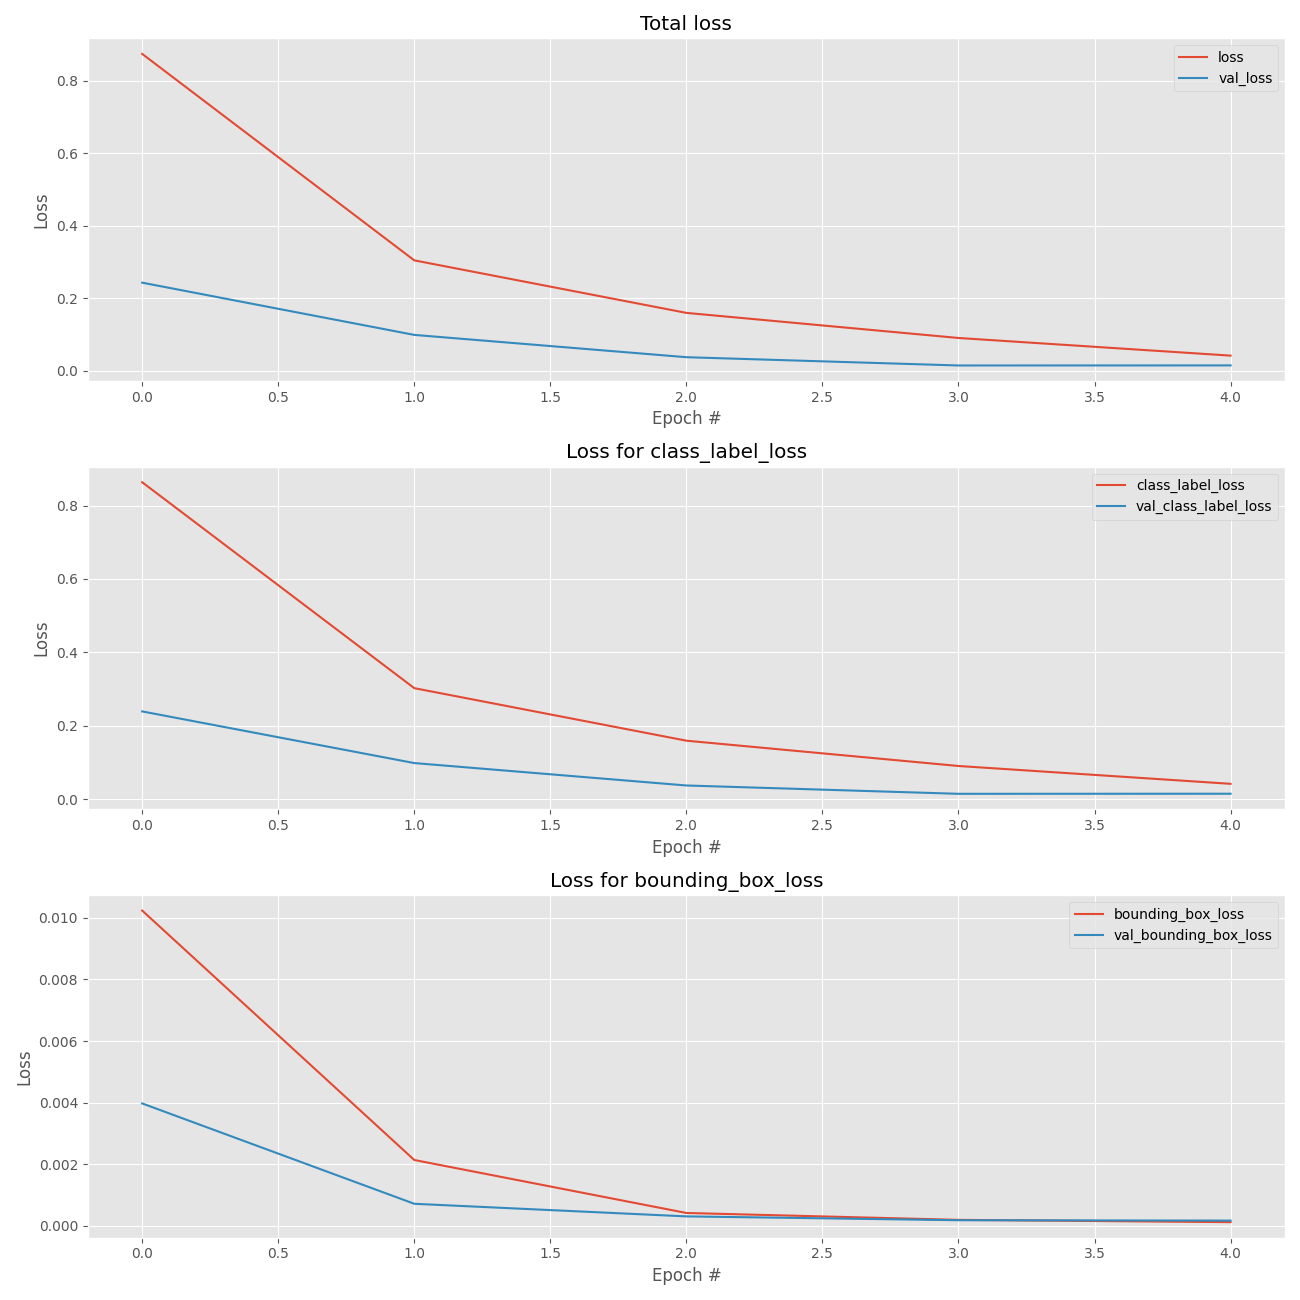 Total loss
loss
val_loss
0.8
0.6
0.4
0.2
0.0
Loss
0.0 0.5 1.0 1.5 2.0 2.5 3.0 3.5 4.0
Epoch #
Loss for class_label_loss
class_label_loss
val_class_label_loss
0.8
0.6
0.4
0.2
0.0
Loss
0.0 0.5 1.0 1.5 2.0 2.5 3.0 3.5 4.0
Epoch #
Loss for bounding_box_loss
bounding_box_loss
val_bounding_box_loss
0.010
0.008
0.006
0.004
0.002
0.000
Loss
0.0 0.5 1.0 1.5 2.0 2.5 3.0 3.5 4.0
Epoch #